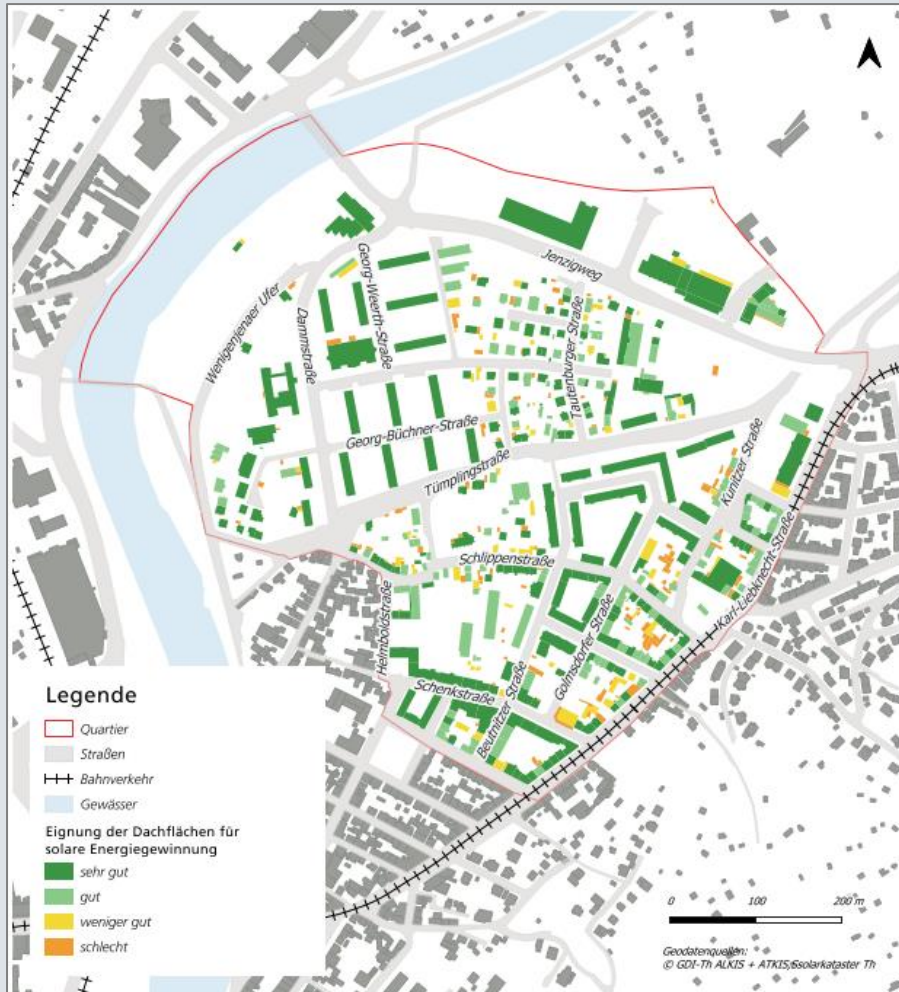 Jenzigweg
Georg-Weerth-Straße
Wenigenjenaer Ufer
Dammstraße
Tautenburger Straße
Georg-Büchner-Straße
Tümplingstraße
Kunitzer Straße
Schlippenstraße
Karl-Liebknecht-Straße
Helmboldstraße
Golmsdorfer Straße
Schenkstraße
Beutnitzer Straße
Legende
Quartier
Straßen
Bahnverkehr
Gewässer
Eignung der Dachflächen für
solare Energiegewinnung
sehr gut
gut
weniger gut
schlecht
0 100 200 m
Geodatenquellen:
© GDI-Th ALKIS + ATKIS, Solarkataster Th